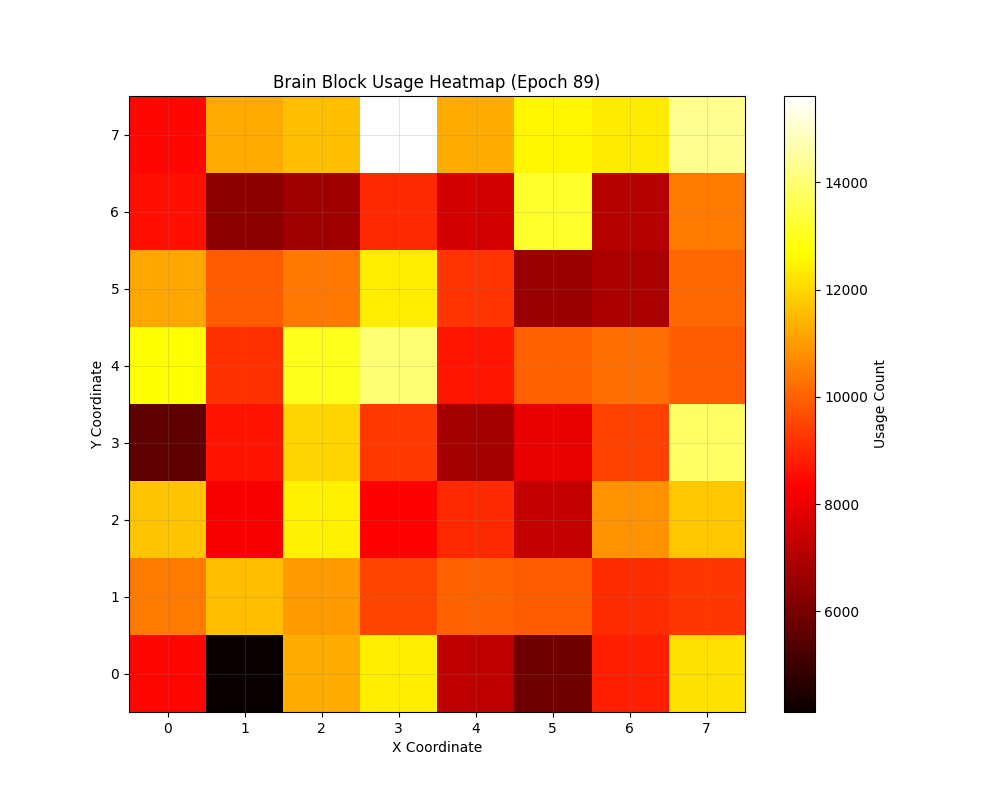 Brain Block Usage Heatmap (Epoch 89)
7
6
5
4
3
2
1
0
Y Coordinate
0 1 2 3 4 5 6 7
X Coordinate
14000
12000
10000
8000
6000
Usage Count